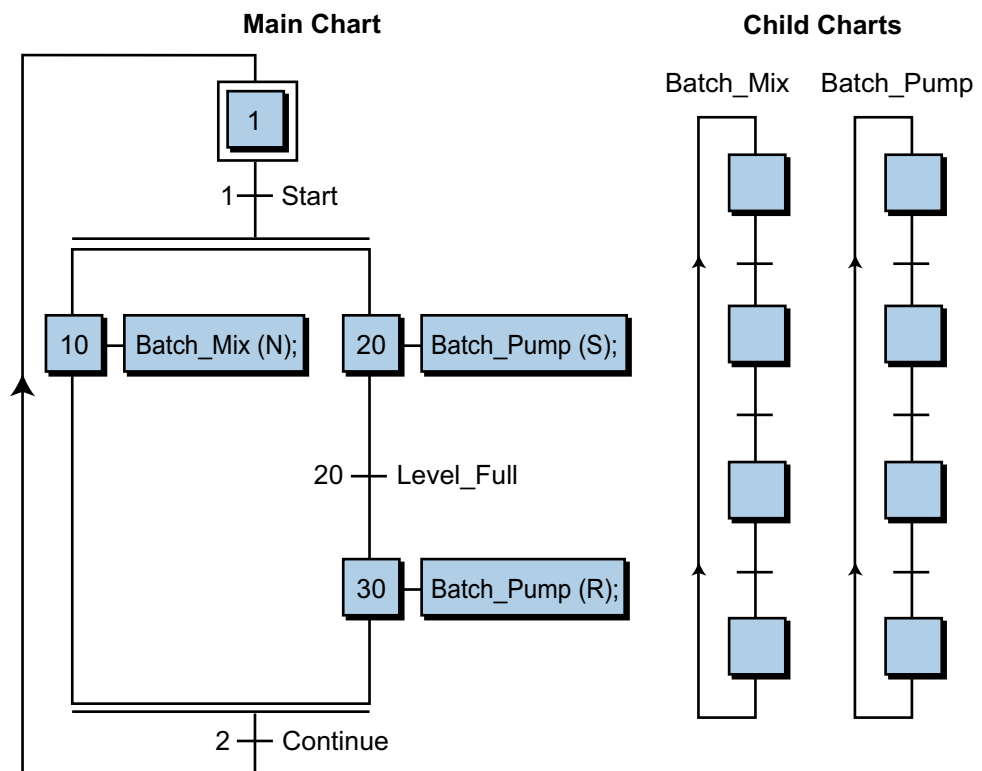 Main Chart
Child Charts
Batch_Mix
Batch_Pump
1
1 Start
10
Batch_Mix (N);
20
Batch_Pump (S);
20 Level_Full
30
Batch_Pump (R);
2 Continue